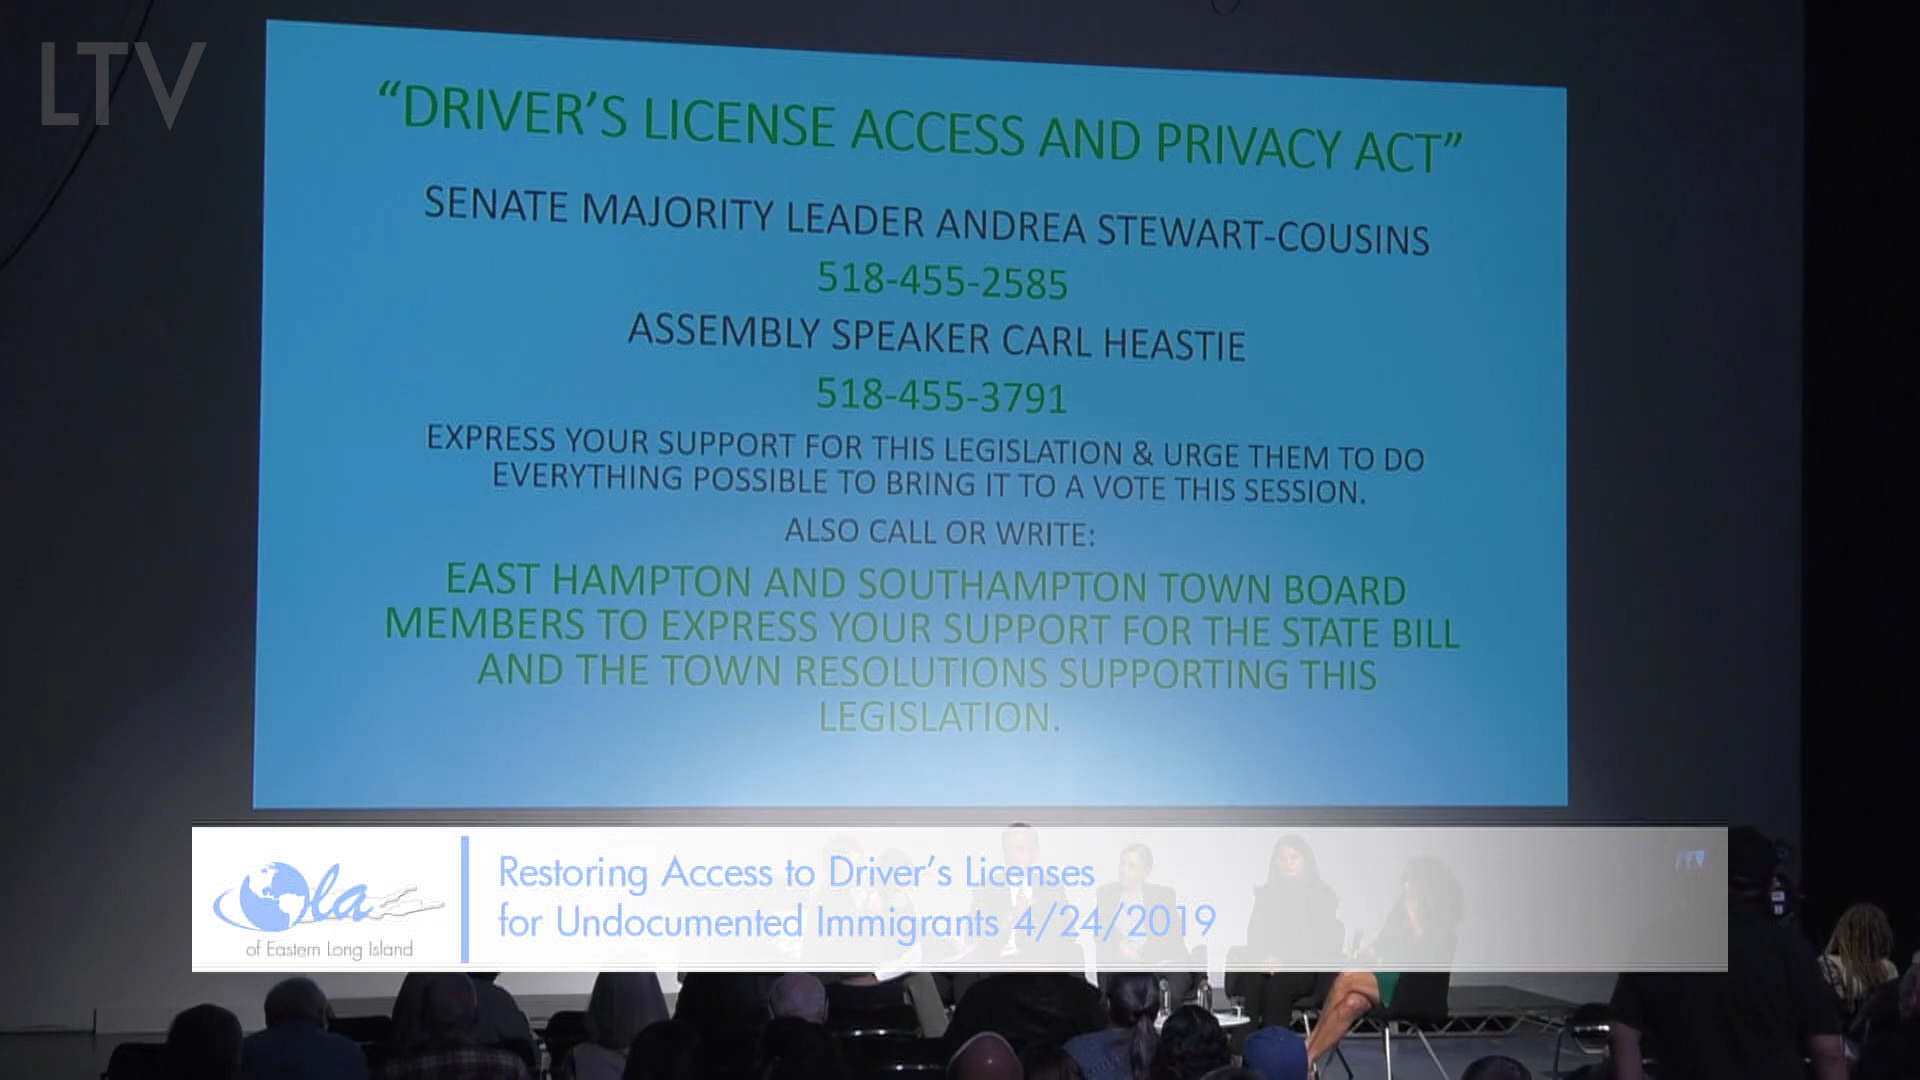 LTV
“DRIVER’S LICENSE ACCESS AND PRIVACY ACT”
SENATE MAJORITY LEADER ANDREA STEWART-COUSINS
518-455-2585
ASSEMBLY SPEAKER CARL HEASTIE
518-455-3791
EXPRESS YOUR SUPPORT FOR THIS LEGISLATION & URGE THEM TO DO
EVERYTHING POSSIBLE TO BRING IT TO A VOTE THIS SESSION.
ALSO CALL OR WRITE:
EAST HAMPTON AND SOUTHAMPTON TOWN BOARD
MEMBERS TO EXPRESS YOUR SUPPORT FOR THE STATE BILL
AND THE TOWN RESOLUTIONS SUPPORTING THIS
LEGISLATION.
Ola
of Eastern Long Island
Restoring Access to Driver’s Licenses
for Undocumented Immigrants 4/24/2019